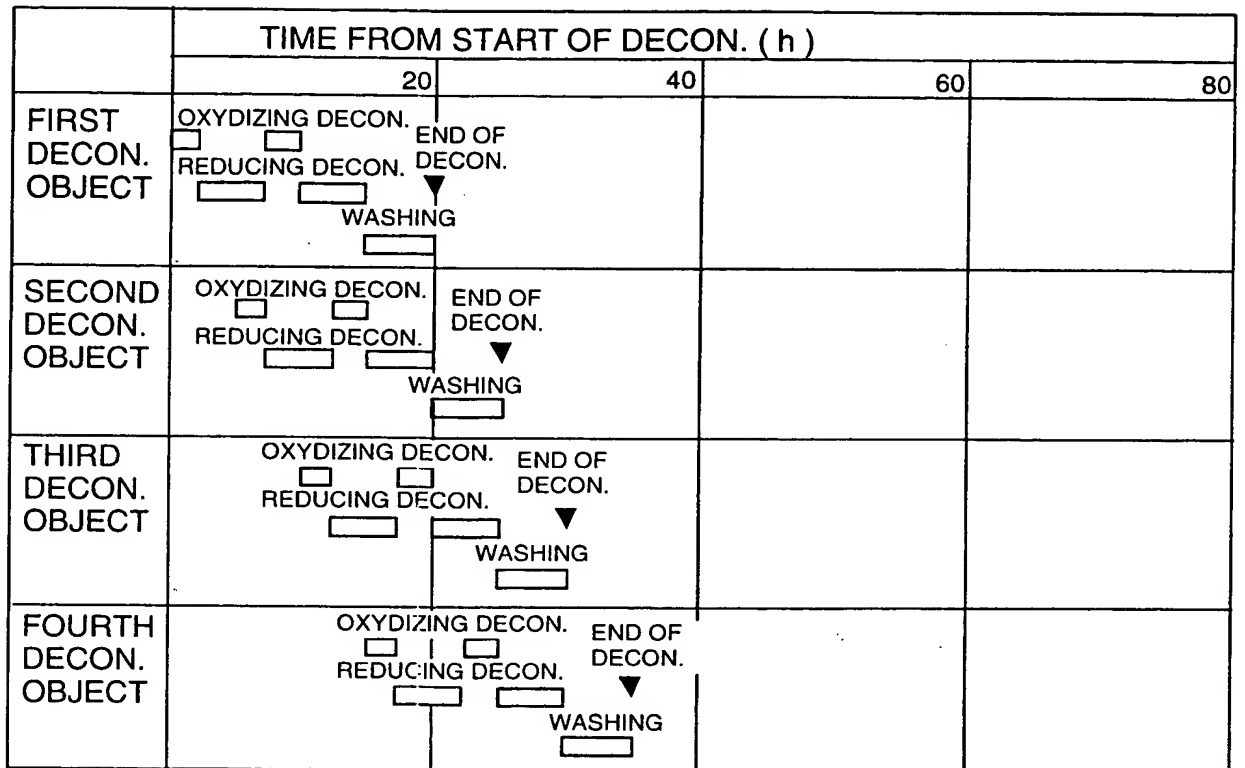 TIME FROM START OF DECON. ( h )
20 40 60 80
FIRST
DECON.
OBJECT
OXYDIZING DECON.
REDUCING DECON.
END OF
DECON.
WASHING
SECOND
DECON.
OBJECT
OXYDIZING DECON.
REDUCING DECON.
END OF
DECON.
WASHING
THIRD
DECON.
OBJECT
OXYDIZING DECON.
REDUCING DECON.
END OF
DECON.
WASHING
FOURTH
DECON.
OBJECT
OXYDIZING DECON.
REDUCING DECON.
END OF
DECON.
WASHING